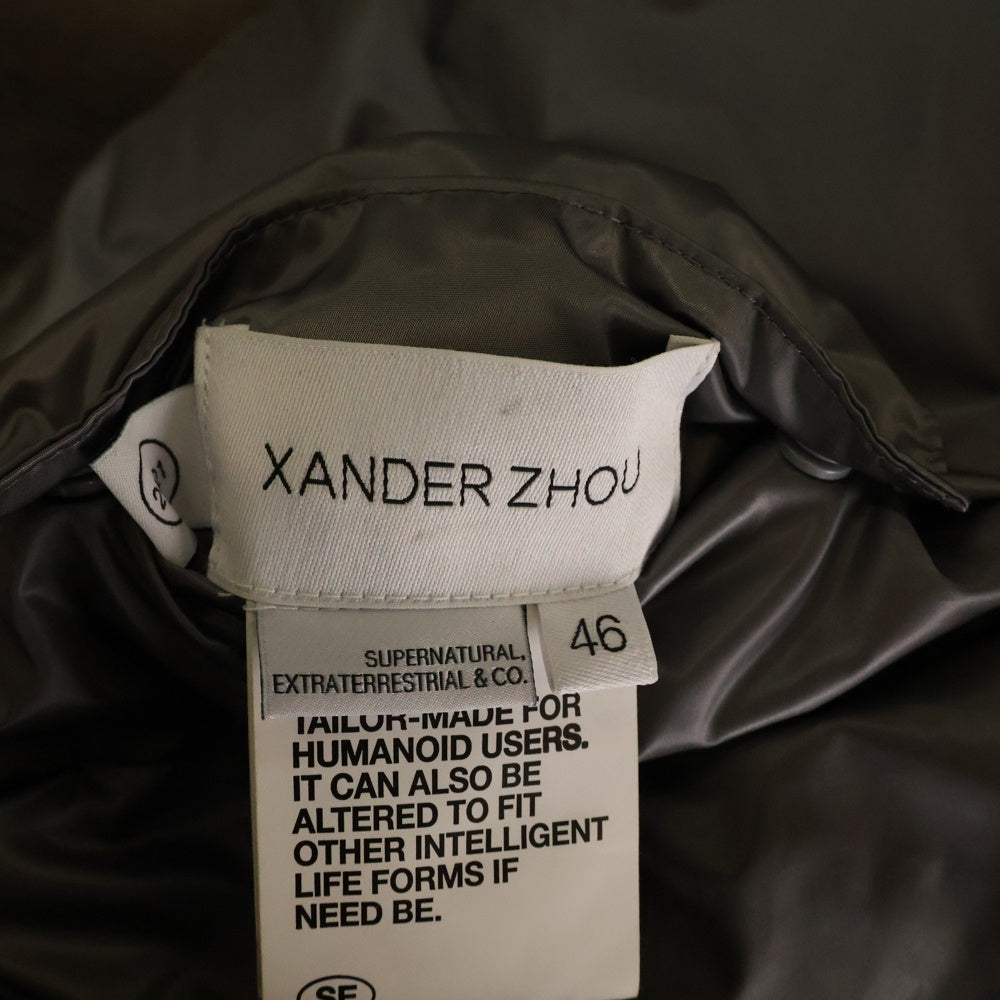 XANDER ZHOU
46
SUPERNATURAL,
EXTRATERRESTRIAL & CO.
TAILOR-MADE FOR
HUMANOID USERS.
IT CAN ALSO BE
ALTERED TO FIT
OTHER INTELLIGENT
LIFE FORMS IF
NEED BE.
SE